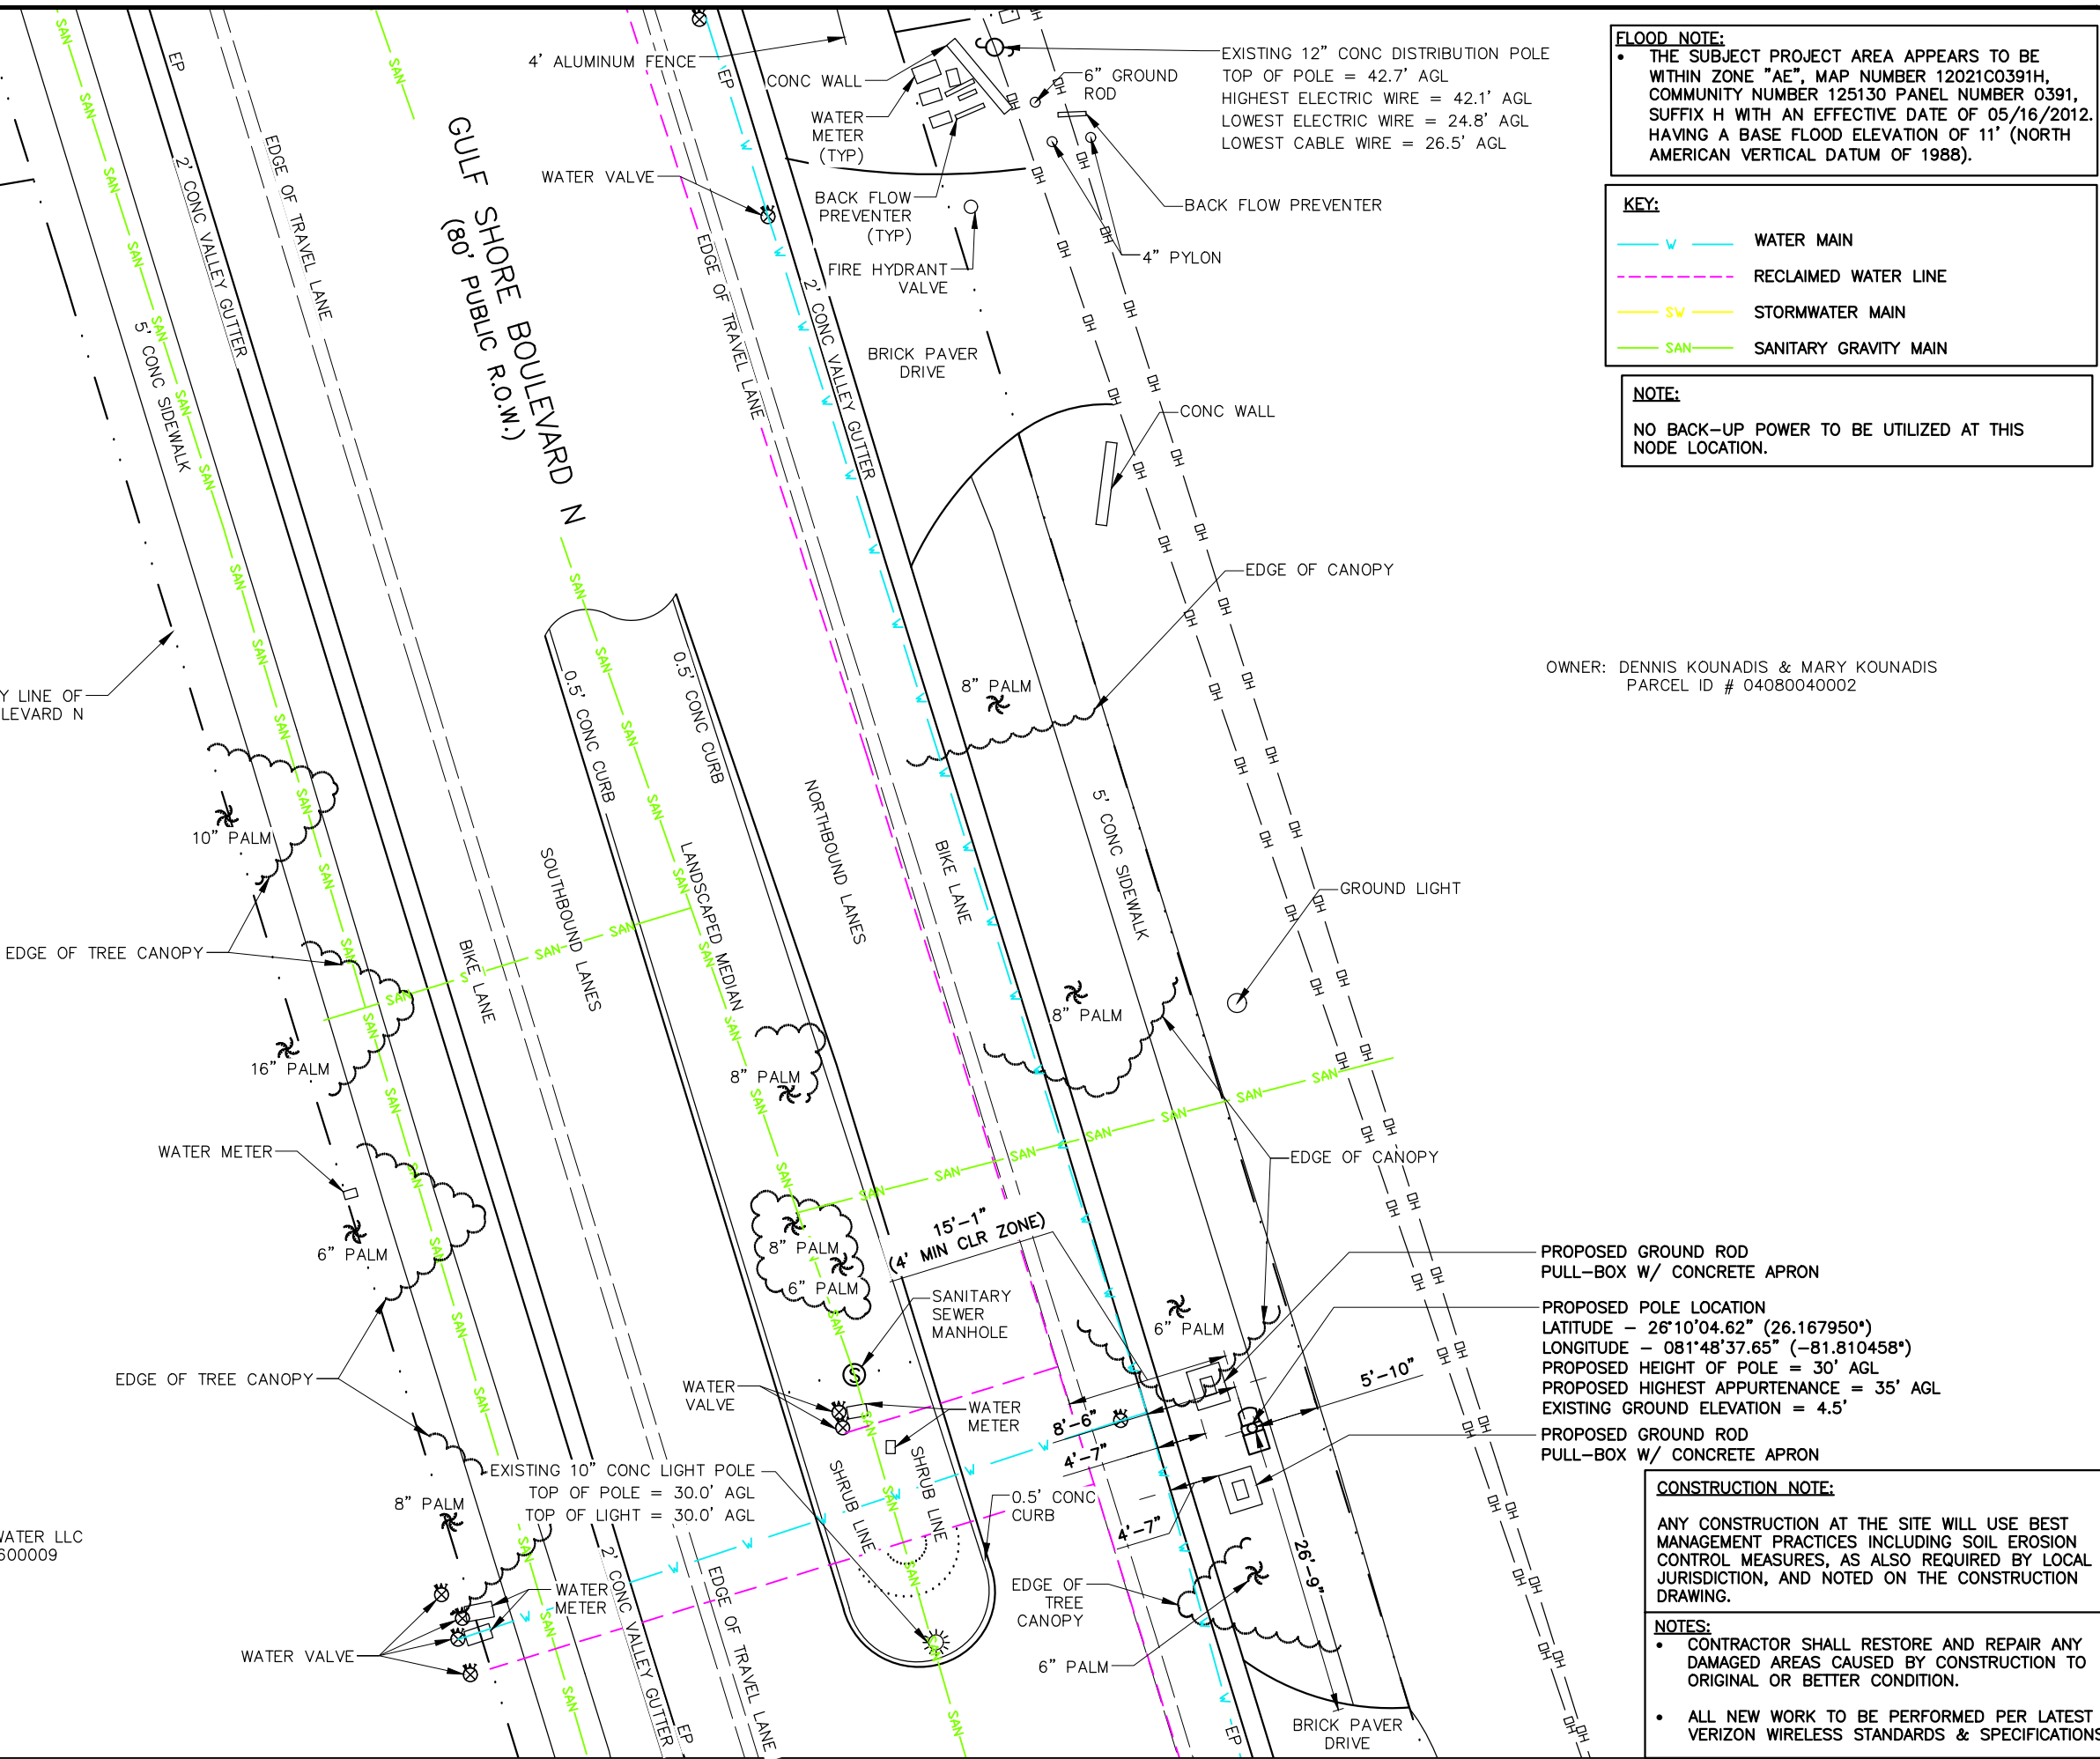 4' ALUMINUM FENCE
CONC WALL
WATER
METER
(TYP)
WATER VALVE
BACK FLOW
PREVENTER
(TYP)
FIRE HYDRANT
VALVE
BRICK PAVER
DRIVE
EXISTING 12" CONC DISTRIBUTION POLE
TOP OF POLE = 42.7' AGL
HIGHEST ELECTRIC WIRE = 42.1' AGL
LOWEST ELECTRIC WIRE = 24.8' AGL
LOWEST CABLE WIRE = 26.5' AGL
6" GROUND
ROD
BACK FLOW PREVENTER
4" PYLON
CONC WALL
EDGE OF CANOPY
FLOOD NOTE:
• THE SUBJECT PROJECT AREA APPEARS TO BE
WITHIN ZONE "AE", MAP NUMBER 12021C0391H,
COMMUNITY NUMBER 125130 PANEL NUMBER 0391,
SUFFIX H WITH AN EFFECTIVE DATE OF 05/16/2012.
HAVING A BASE FLOOD ELEVATION OF 11' (NORTH
AMERICAN VERTICAL DATUM OF 1988).
KEY:
W WATER MAIN
RECLAIMED WATER LINE
SW STORMWATER MAIN
SAN SANITARY GRAVITY MAIN
NOTE:
NO BACK-UP POWER TO BE UTILIZED AT THIS
NODE LOCATION.
OWNER: DENNIS KOUNADIS & MARY KOUNADIS
PARCEL ID # 04080040002
EP
2' CONC VALLEY GUTTER
EDGE OF TRAVEL LANE
5' CONC SIDEWALK
GULF SHORE BOULEVARD N
(80' PUBLIC R.O.W.)
EP
EDGE OF TRAVEL LANE
2' CONC VALLEY GUTTER
Y LINE OF
LEVARD N
0.5' CONC CURB
0.5' CONC CURB
8" PALM
10" PALM
SOUTHBOUND LANES
LANDSCAPED MEDIAN
NORTHBOUND LANES
BIKE LANE
5' CONC SIDEWALK
GROUND LIGHT
EDGE OF TREE CANOPY
BIKE LANE
16" PALM
8" PALM
8" PALM
WATER METER
EDGE OF CANOPY
6" PALM
8" PALM
6" PALM
15'-1"
(4' MIN CLR ZONE)
SANITARY
SEWER
MANHOLE
S
6" PALM
PROPOSED GROUND ROD
PULL-BOX W/ CONCRETE APRON
PROPOSED POLE LOCATION
LATITUDE - 26°10'04.62" (26.167950°)
LONGITUDE - 081°48'37.65" (-81.810458°)
PROPOSED HEIGHT OF POLE = 30' AGL
PROPOSED HIGHEST APPURTENANCE = 35' AGL
EXISTING GROUND ELEVATION = 4.5'
PROPOSED GROUND ROD
PULL-BOX W/ CONCRETE APRON
EDGE OF TREE CANOPY
WATER
VALVE
WATER
METER
8'-6"
5'-10"
4'-7"
4'-7"
26'-9"
EXISTING 10" CONC LIGHT POLE
TOP OF POLE = 30.0' AGL
TOP OF LIGHT = 30.0' AGL
SHRUB LINE
SHRUB LINE
0.5' CONC
CURB
8" PALM
WATER LLC
600009
WATER
METER
WATER VALVE
2' CONC VALLEY GUTTER
EP
EDGE OF TRAVEL LANE
EDGE OF
TREE
CANOPY
6" PALM
EP
BRICK PAVER
DRIVE
CONSTRUCTION NOTE:
ANY CONSTRUCTION AT THE SITE WILL USE BEST
MANAGEMENT PRACTICES INCLUDING SOIL EROSION
CONTROL MEASURES, AS ALSO REQUIRED BY LOCAL
JURISDICTION, AND NOTED ON THE CONSTRUCTION
DRAWING.
NOTES:
• CONTRACTOR SHALL RESTORE AND REPAIR ANY
DAMAGED AREAS CAUSED BY CONSTRUCTION TO
ORIGINAL OR BETTER CONDITION.
• ALL NEW WORK TO BE PERFORMED PER LATEST
VERIZON WIRELESS STANDARDS & SPECIFICATIONS